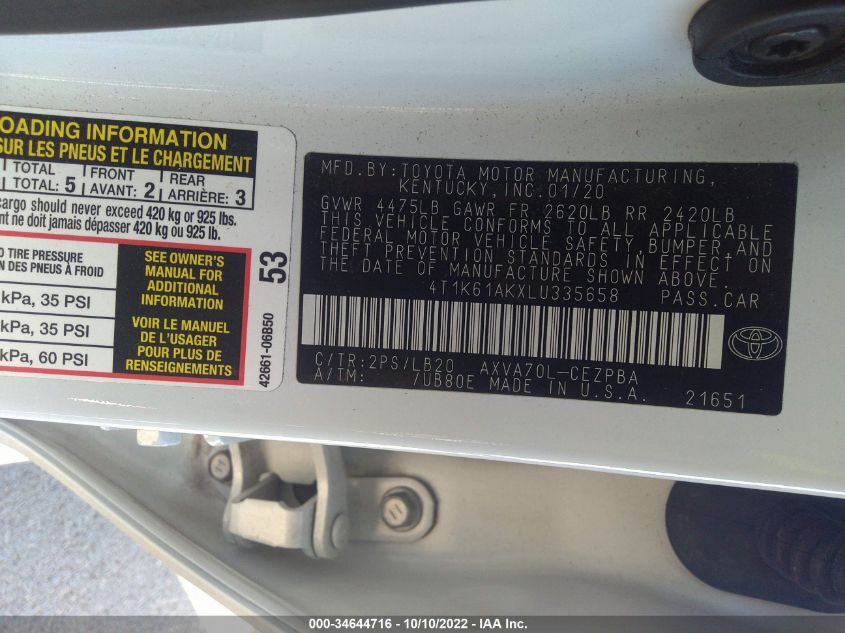 OADING INFORMATION
SUR LES PNEUS ET LE CHARGEMENT
TOTAL FRONT REAR
TOTAL: 5 AVANT: 2 ARRIÈRE: 3
cargo should never exceed 420 kg or 925 lbs.
nt ne doit jamais dépasser 420 kg ou 925 lb.
D TIRE PRESSURE
N DES PNEUS À FROID
kPa, 35 PSI
kPa, 35 PSI
kPa, 60 PSI
SEE OWNER'S
MANUAL FOR
ADDITIONAL
INFORMATION
VOIR LE MANUEL
DE L'USAGER
POUR PLUS DE
RENSEIGNEMENTS
53
42661-06B50
MFD.BY:TOYOTA MOTOR MANUFACTURING,
KENTUCKY, INC.01/20
GVWR 4475LB GAWR FR 2620LB RR 2420LB
THIS VEHICLE CONFORMS TO ALL APPLICABLE
FEDERAL MOTOR VEHICLE SAFETY,BUMPER,AND
THEFT PREVENTION STANDARDS IN EFFECT ON
THE DATE OF MANUFACTURE SHOWN ABOVE.
4T1K61AKXLU335658 PASS.CAR
C/TR:2PS/LB20 AXVA70L-CEZPBA
A/TM: /UB80E MADE IN U.S.A.
21651
000-34644716 - 10/10/2022 - IAA Inc.